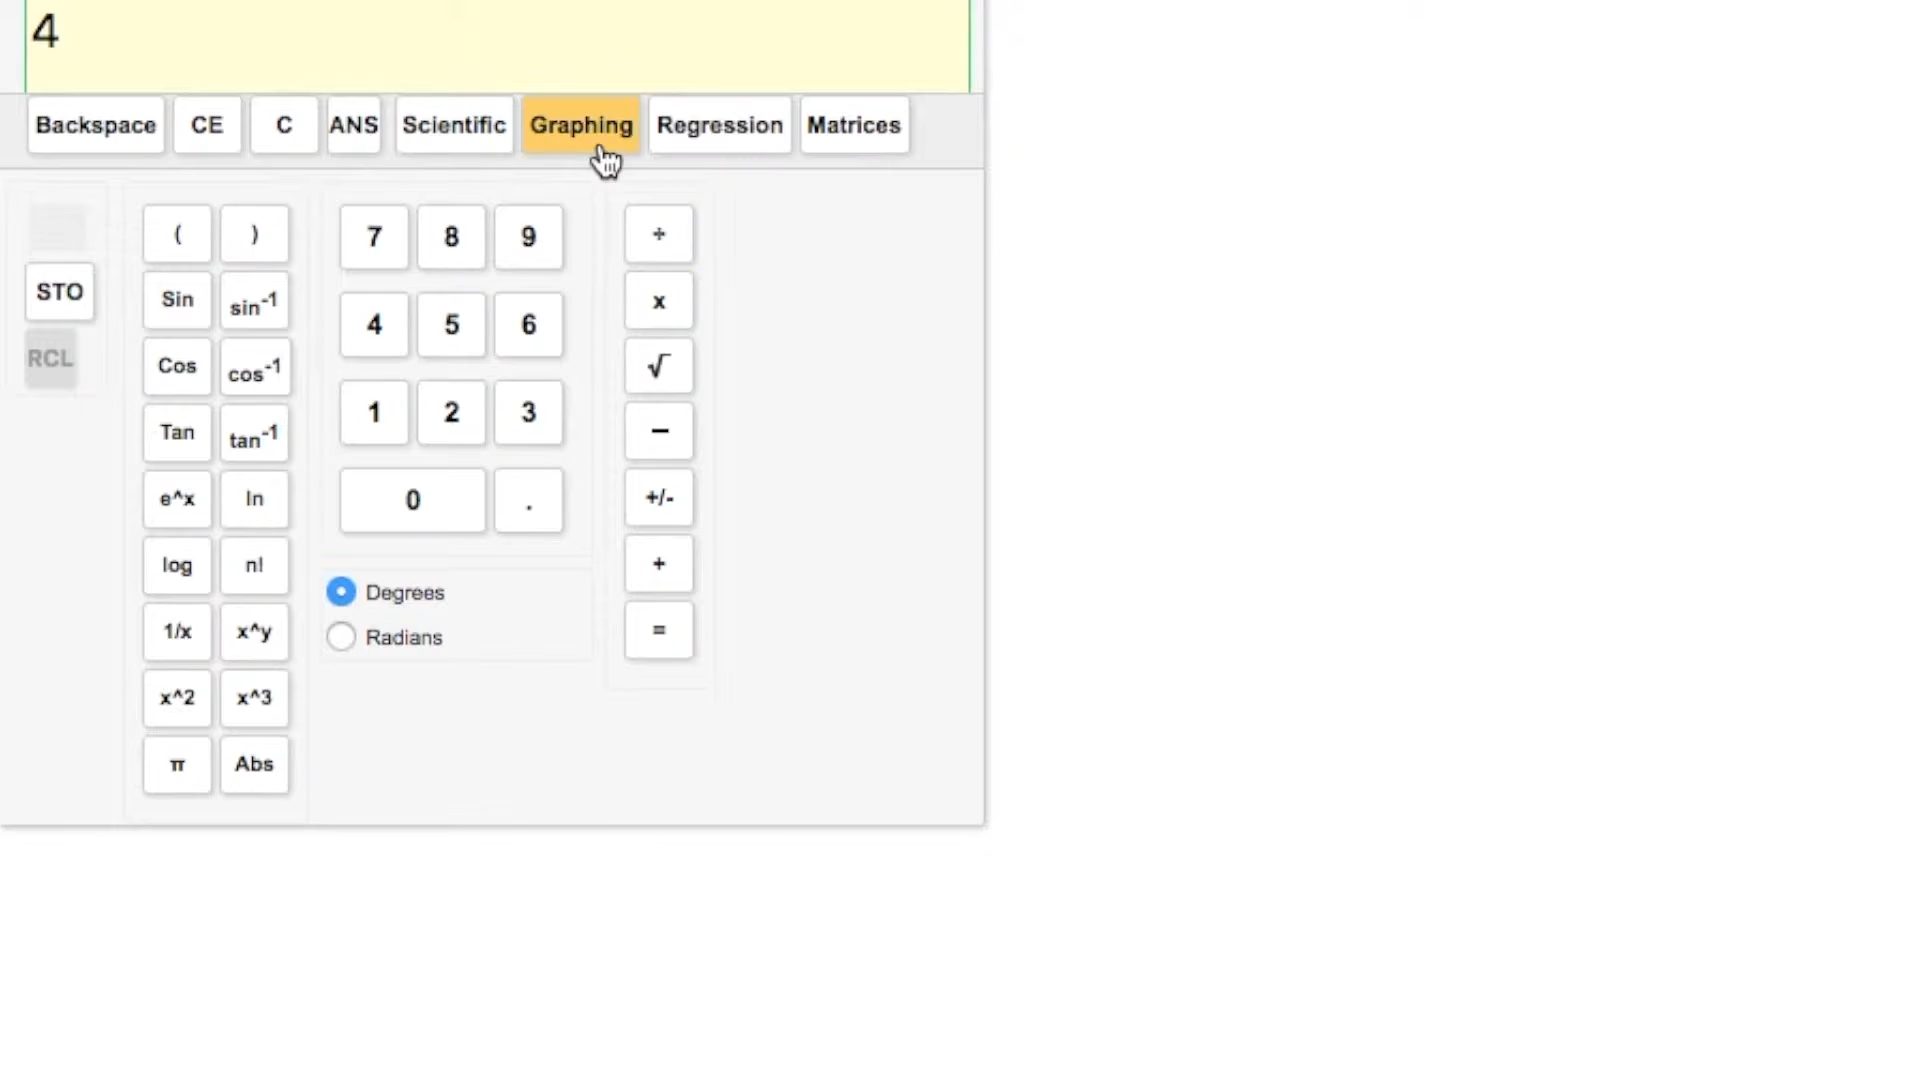 4
Backspace CE C ANS Scientific Graphing Regression Matrices
( ) 7 8 9 ÷
STO Sin sin-1 x
RCL Cos cos-1 4 5 6 √
Tan tan-1 1 2 3 −
e^x ln 0 . +/-
log n! +
Degrees
1/x x^y Radians =
x^2 x^3
π Abs